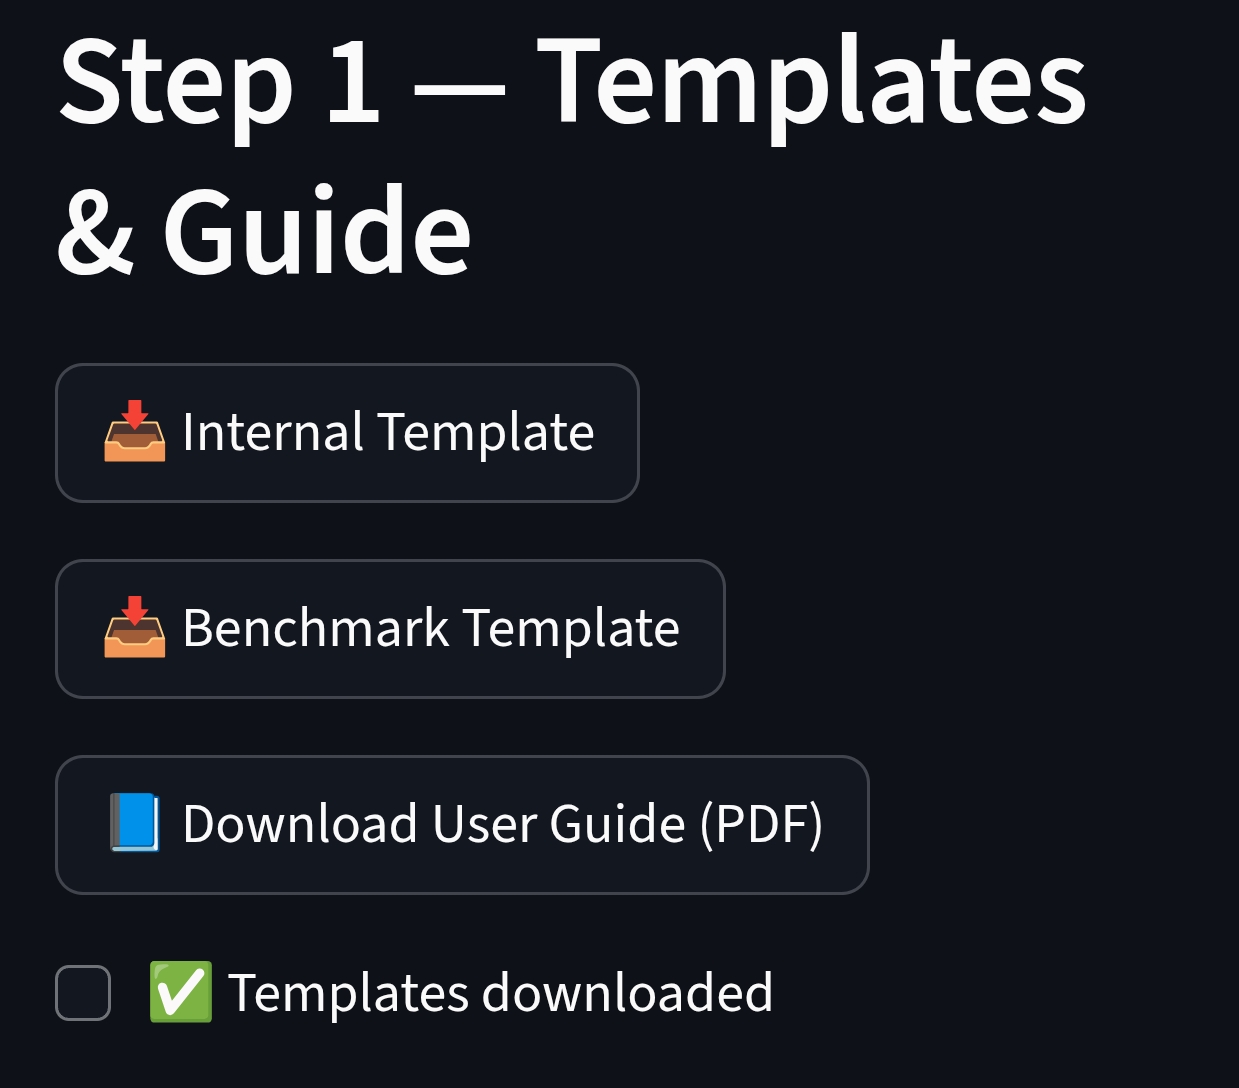 Step 1 — Templates
& Guide
📥 Internal Template
📥 Benchmark Template
📘 Download User Guide (PDF)
✅ Templates downloaded